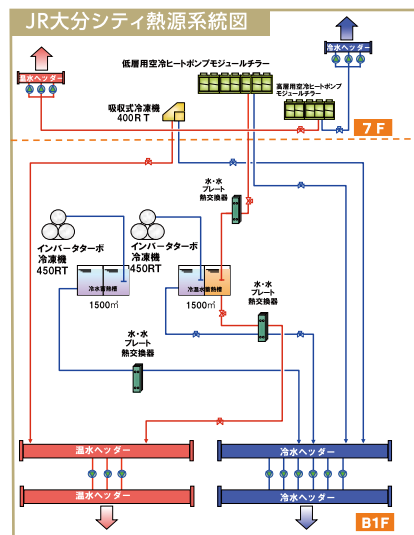 JR大分シティ熱源系統図
温水ヘッダー
冷水ヘッダー
低層用空冷ヒートポンプモジュールチラー
高層用空冷ヒートポンプ
モジュールチラー
吸収式冷凍機
400RT
7F
水・水
プレート
熱交換器
インバータターボ
冷凍機
450RT
インバータターボ
冷凍機
450RT
冷水蓄熱槽
1500㎥
冷温水蓄熱槽
1500㎥
水・水
プレート
熱交換器
水・水
プレート
熱交換器
温水ヘッダー
冷水ヘッダー
温水ヘッダー
冷水ヘッダー
B1F